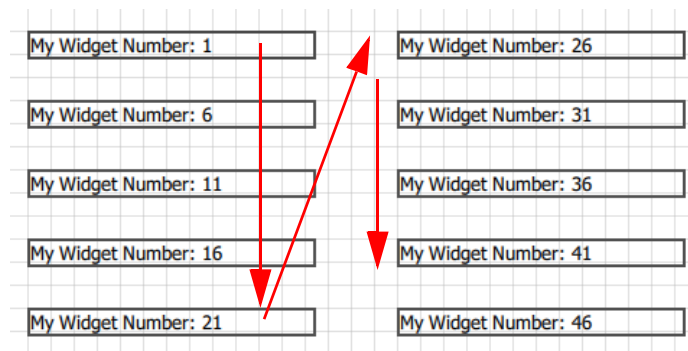 My Widget Number: 1
My Widget Number: 6
My Widget Number: 11
My Widget Number: 16
My Widget Number: 21
My Widget Number: 26
My Widget Number: 31
My Widget Number: 36
My Widget Number: 41
My Widget Number: 46